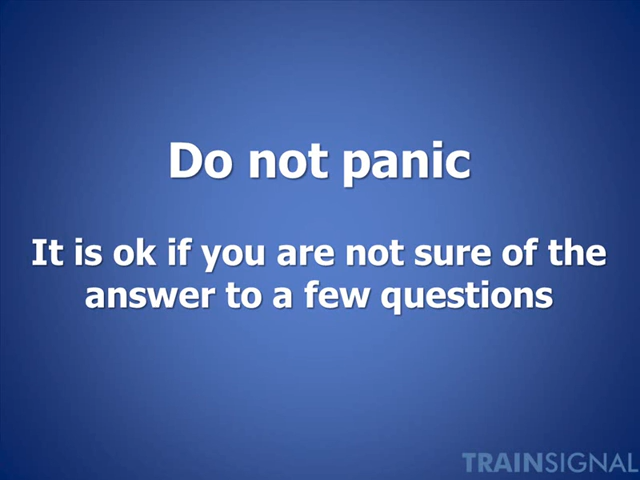 Do not panic
It is ok if you are not sure of the
answer to a few questions
TRAINSIGNAL